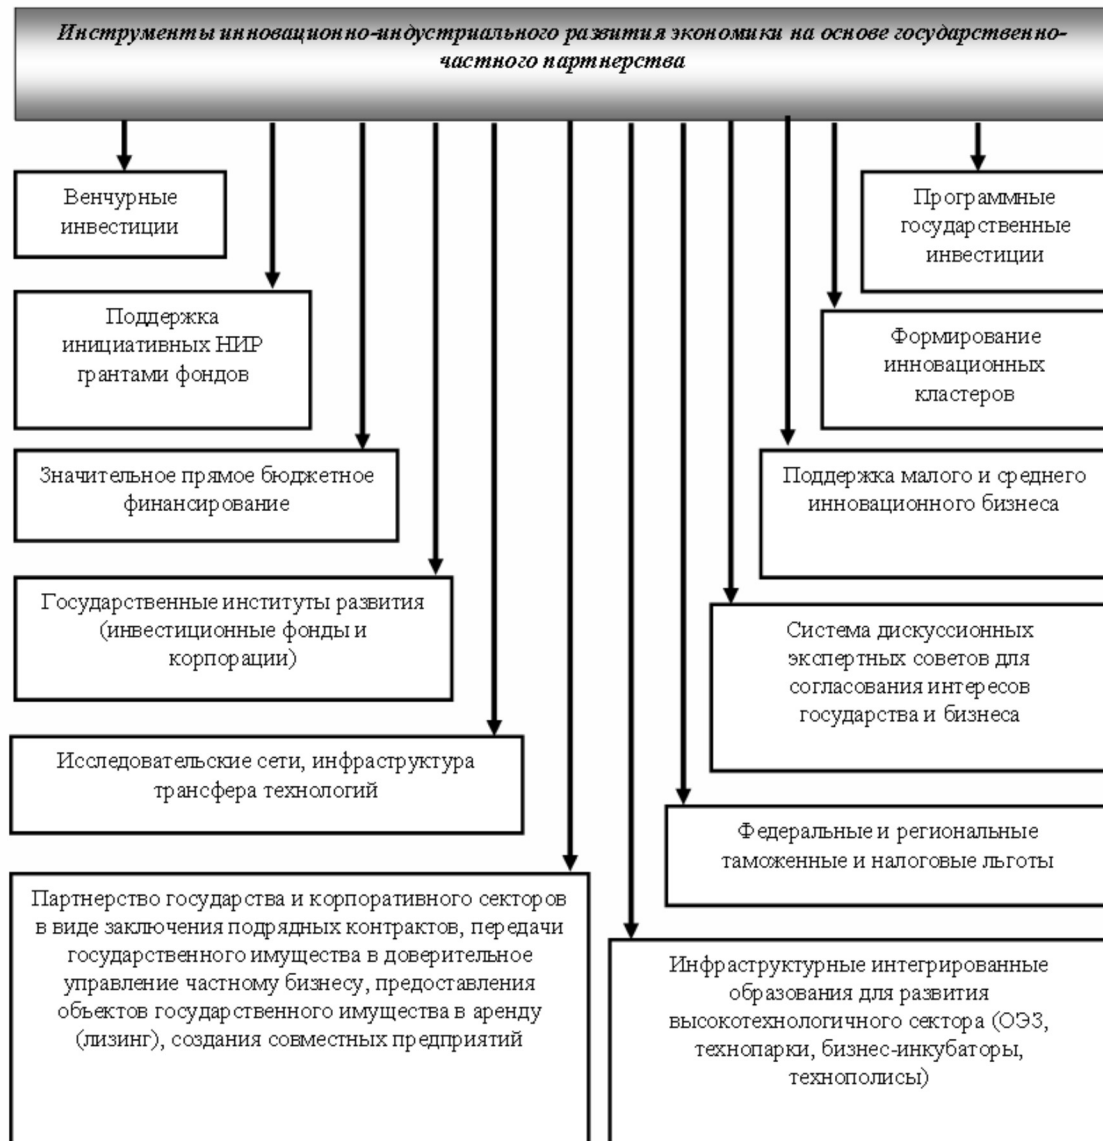 Инструменты инновационно-индустриального развития экономики на основе государственно-
частного партнерства
Венчурные
инвестиции
Поддержка
инициативных НИР
грантами фондов
Значительное прямое бюджетное
финансирование
Государственные институты развития
(инвестиционные фонды и
корпорации)
Исследовательские сети, инфраструктура
трансфера технологий
Партнерство государства и корпоративного секторов
в виде заключения подрядных контрактов, передачи
государственного имущества в доверительное
управление частному бизнесу, предоставления
объектов государственного имущества в аренду
(лизинг), создания совместных предприятий
Программные
государственные
инвестиции
Формирование
инновационных
кластеров
Поддержка малого и среднего
инновационного бизнеса
Система дискуссионных
экспертных советов для
согласования интересов
государства и бизнеса
Федеральные и региональные
таможенные и налоговые льготы
Инфраструктурные интегрированные
образования для развития
высокотехнологичного сектора (ОЭЗ,
технопарки, бизнес-инкубаторы,
технополисы)